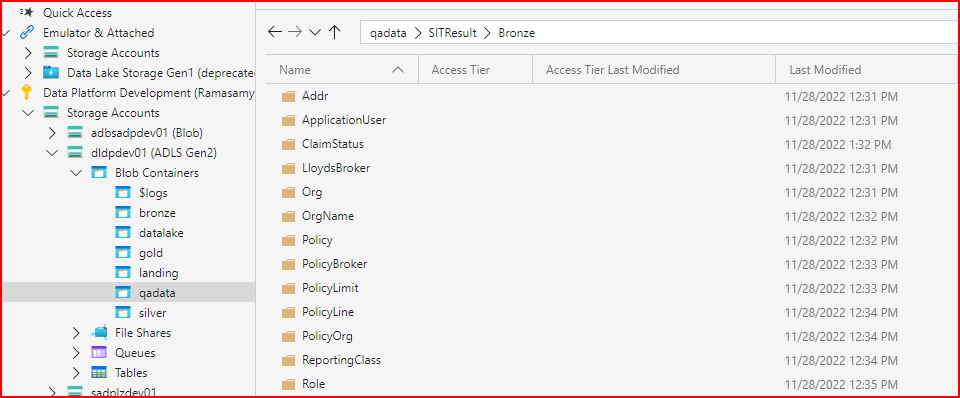 Quick Access
Emulator & Attached
Storage Accounts
Data Lake Storage Gen1 (deprecate
Data Platform Development (Ramasamy
Storage Accounts
adbsadpdev01 (Blob)
dldpdev01 (ADLS Gen2)
Blob Containers
$logs
bronze
datalake
gold
landing
qadata
silver
File Shares
Queues
Tables
sadplzdev01
qadata > SITResult > Bronze
Name Access Tier Access Tier Last Modified Last Modified
Addr 11/28/2022 12:31 PM
ApplicationUser 11/28/2022 12:31 PM
ClaimStatus 11/28/2022 1:32 PM
LloydsBroker 11/28/2022 12:31 PM
Org 11/28/2022 12:31 PM
OrgName 11/28/2022 12:32 PM
Policy 11/28/2022 12:32 PM
PolicyBroker 11/28/2022 12:33 PM
PolicyLimit 11/28/2022 12:33 PM
PolicyLine 11/28/2022 12:34 PM
PolicyOrg 11/28/2022 12:34 PM
ReportingClass 11/28/2022 12:34 PM
Role 11/28/2022 12:35 PM